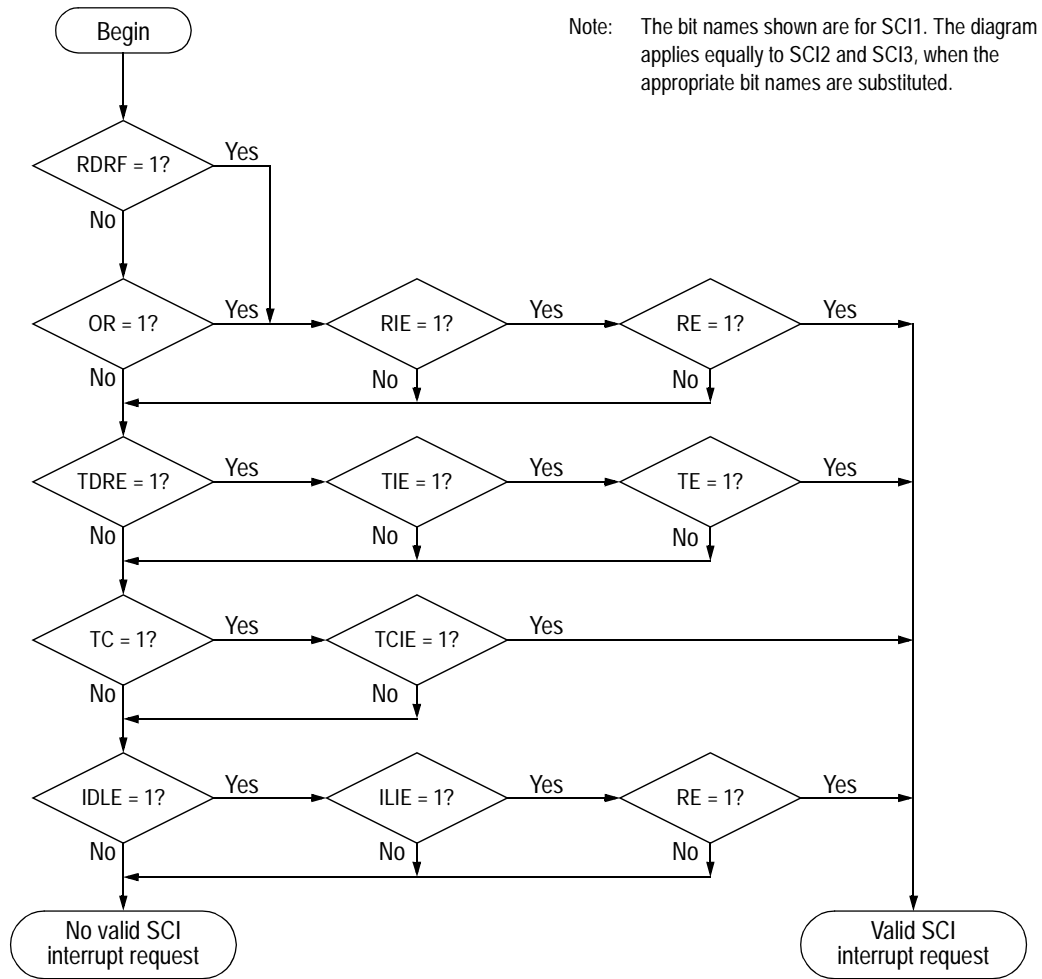 Begin
Note: The bit names shown are for SCI1. The diagram
applies equally to SCI2 and SCI3, when the
appropriate bit names are substituted.
RDRF = 1?
Yes
No
OR = 1?
Yes
RIE = 1?
Yes
RE = 1?
Yes
No
No
No
TDRE = 1?
Yes
TIE = 1?
Yes
TE = 1?
Yes
No
No
No
TC = 1?
Yes
TCIE = 1?
Yes
No
No
IDLE = 1?
Yes
ILIE = 1?
Yes
RE = 1?
Yes
No
No
No
No valid SCI
interrupt request
Valid SCI
interrupt request